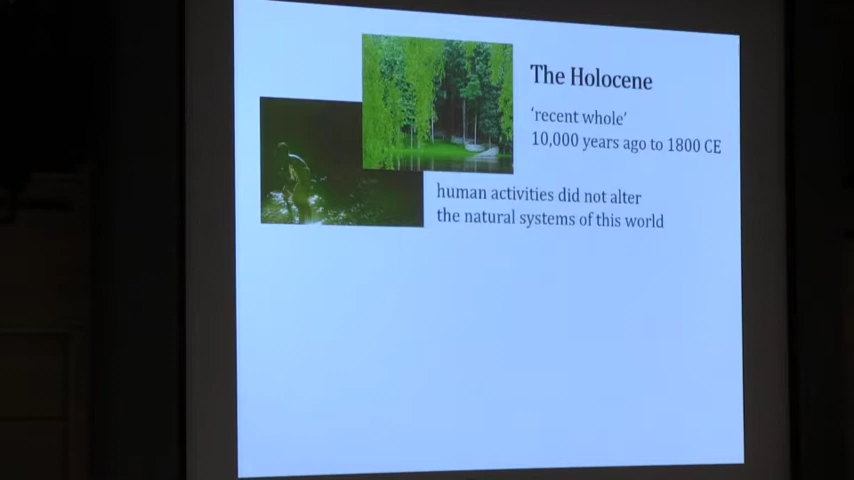 The Holocene
‘recent whole’
10,000 years ago to 1800 CE
human activities did not alter
the natural systems of this world